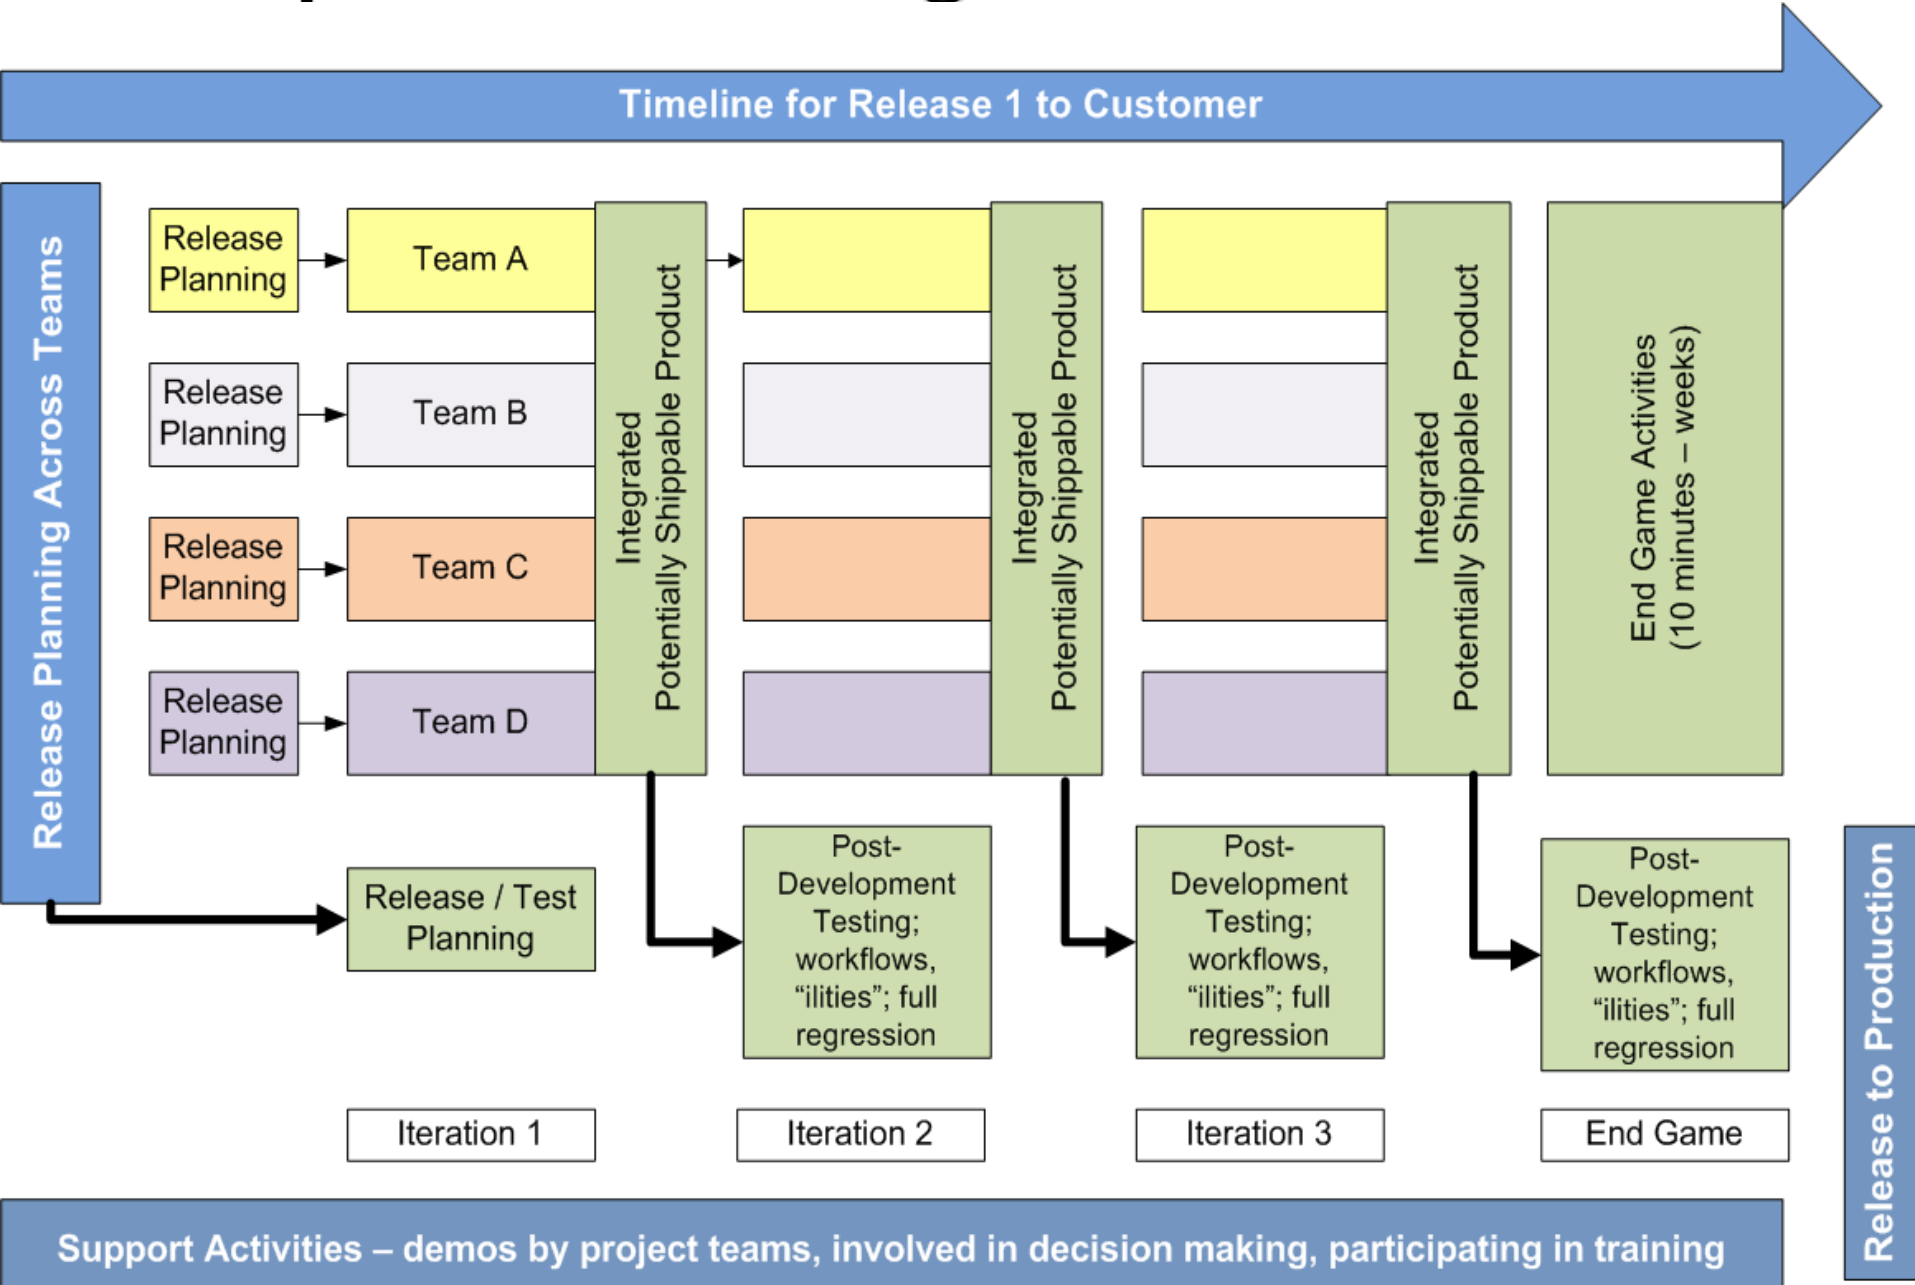 Timeline for Release 1 to Customer
Release Planning Across Teams
Release
Planning
Team A
Release
Planning
Team B
Release
Planning
Team C
Release
Planning
Team D
Integrated
Potentially Shippable Product
Integrated
Potentially Shippable Product
Integrated
Potentially Shippable Product
End Game Activities
(10 minutes – weeks)
Release / Test
Planning
Post-
Development
Testing;
workflows,
“ilities”; full
regression
Post-
Development
Testing;
workflows,
“ilities”; full
regression
Post-
Development
Testing;
workflows,
“ilities”; full
regression
Release to Production
Iteration 1
Iteration 2
Iteration 3
End Game
Support Activities – demos by project teams, involved in decision making, participating in training